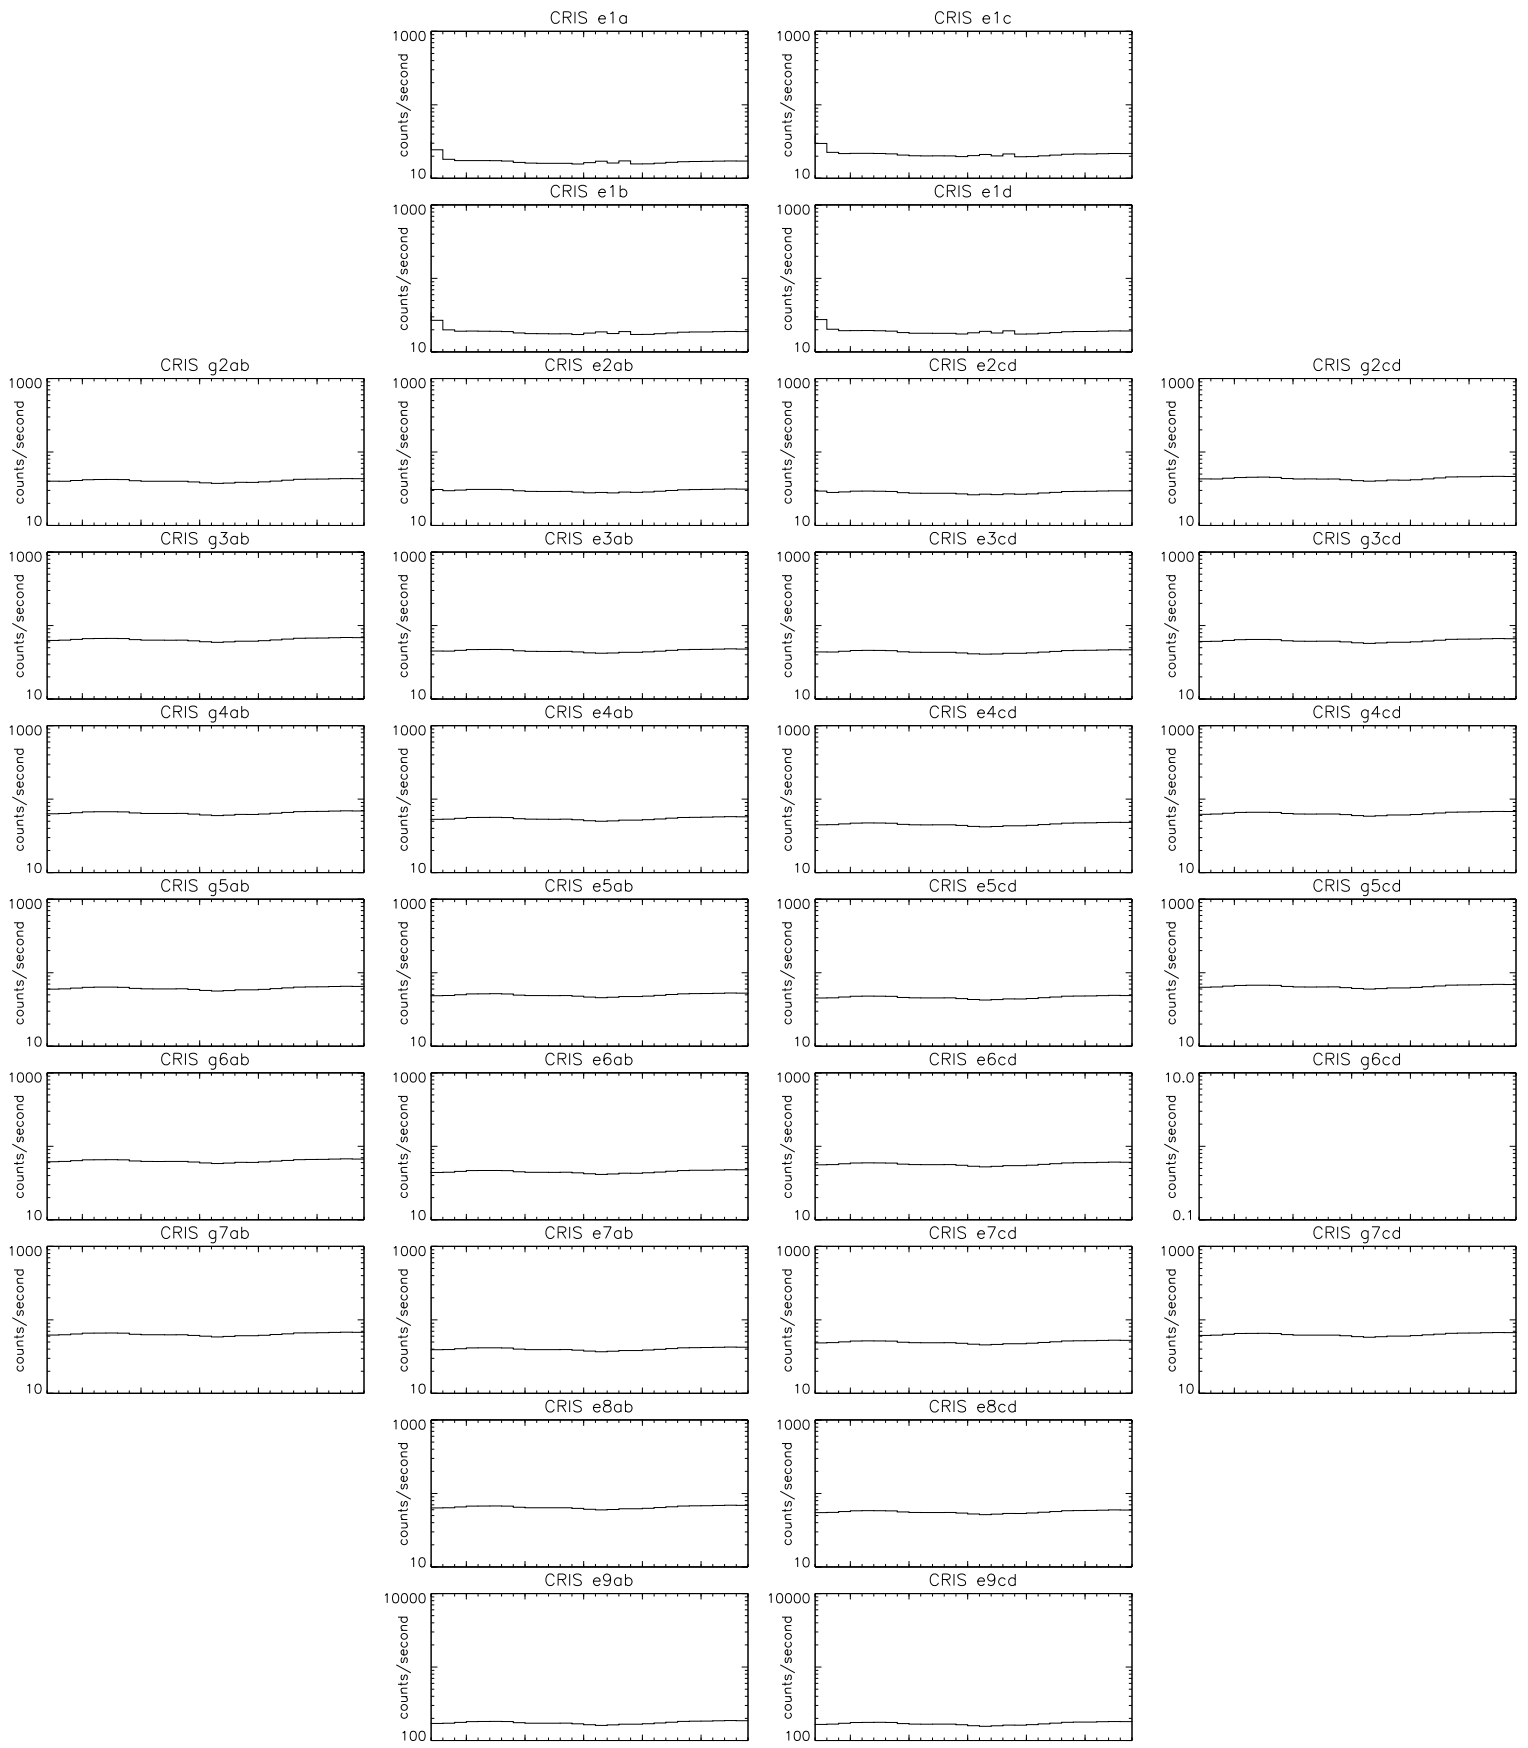 CRIS e1a
CRIS e1c
1000
counts/second
10
1000
counts/second
10
CRIS e1b
CRIS e1d
1000
counts/second
10
1000
counts/second
10
CRIS g2ab
CRIS e2ab
CRIS e2cd
CRIS g2cd
1000
counts/second
10
1000
counts/second
10
1000
counts/second
10
1000
counts/second
10
CRIS g3ab
CRIS e3ab
CRIS e3cd
CRIS g3cd
1000
counts/second
10
1000
counts/second
10
1000
counts/second
10
1000
counts/second
10
CRIS g4ab
CRIS e4ab
CRIS e4cd
CRIS g4cd
1000
counts/second
10
1000
counts/second
10
1000
counts/second
10
1000
counts/second
10
CRIS g5ab
CRIS e5ab
CRIS e5cd
CRIS g5cd
1000
counts/second
10
1000
counts/second
10
1000
counts/second
10
1000
counts/second
10
CRIS g6ab
CRIS e6ab
CRIS e6cd
CRIS g6cd
1000
counts/second
10
1000
counts/second
10
1000
counts/second
10
10.0
counts/second
0.1
CRIS g7ab
CRIS e7ab
CRIS e7cd
CRIS g7cd
1000
counts/second
10
1000
counts/second
10
1000
counts/second
10
1000
counts/second
10
CRIS e8ab
CRIS e8cd
1000
counts/second
10
1000
counts/second
10
CRIS e9ab
CRIS e9cd
10000
counts/second
100
10000
counts/second
100